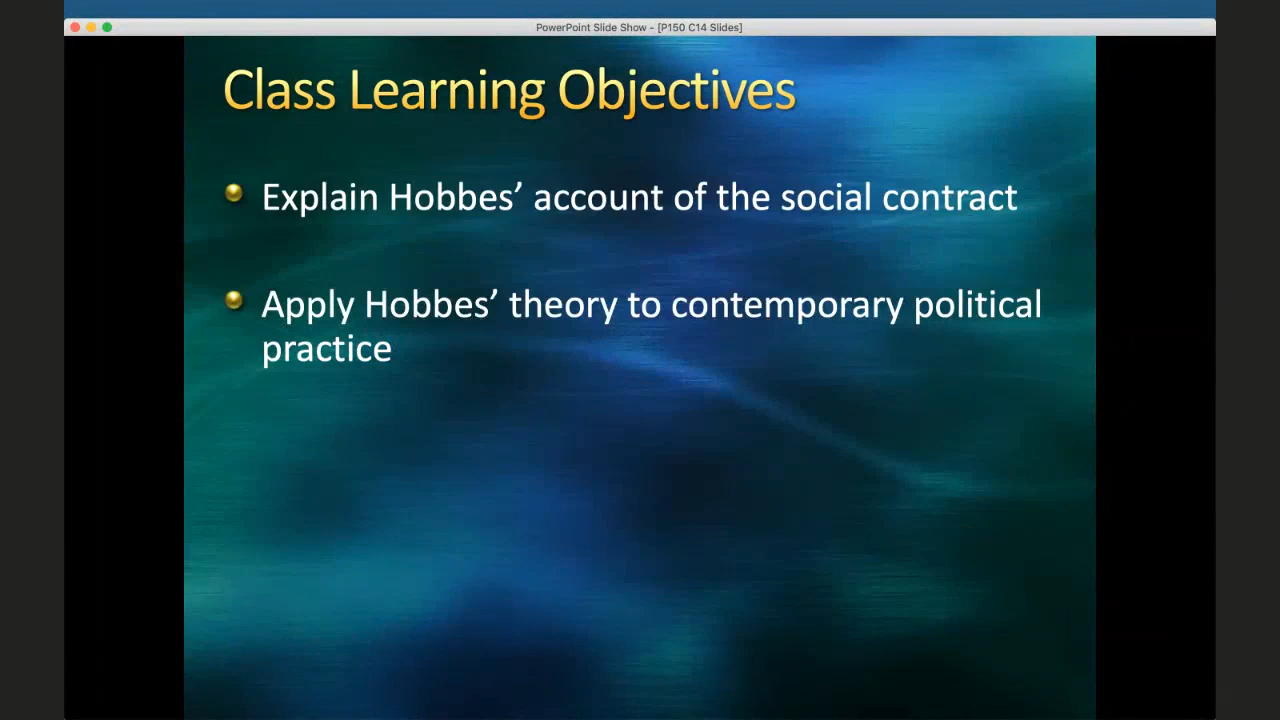 PowerPoint Slide Show - [P150 C14 Slides]
Class Learning Objectives
Explain Hobbes’ account of the social contract
Apply Hobbes’ theory to contemporary political
practice